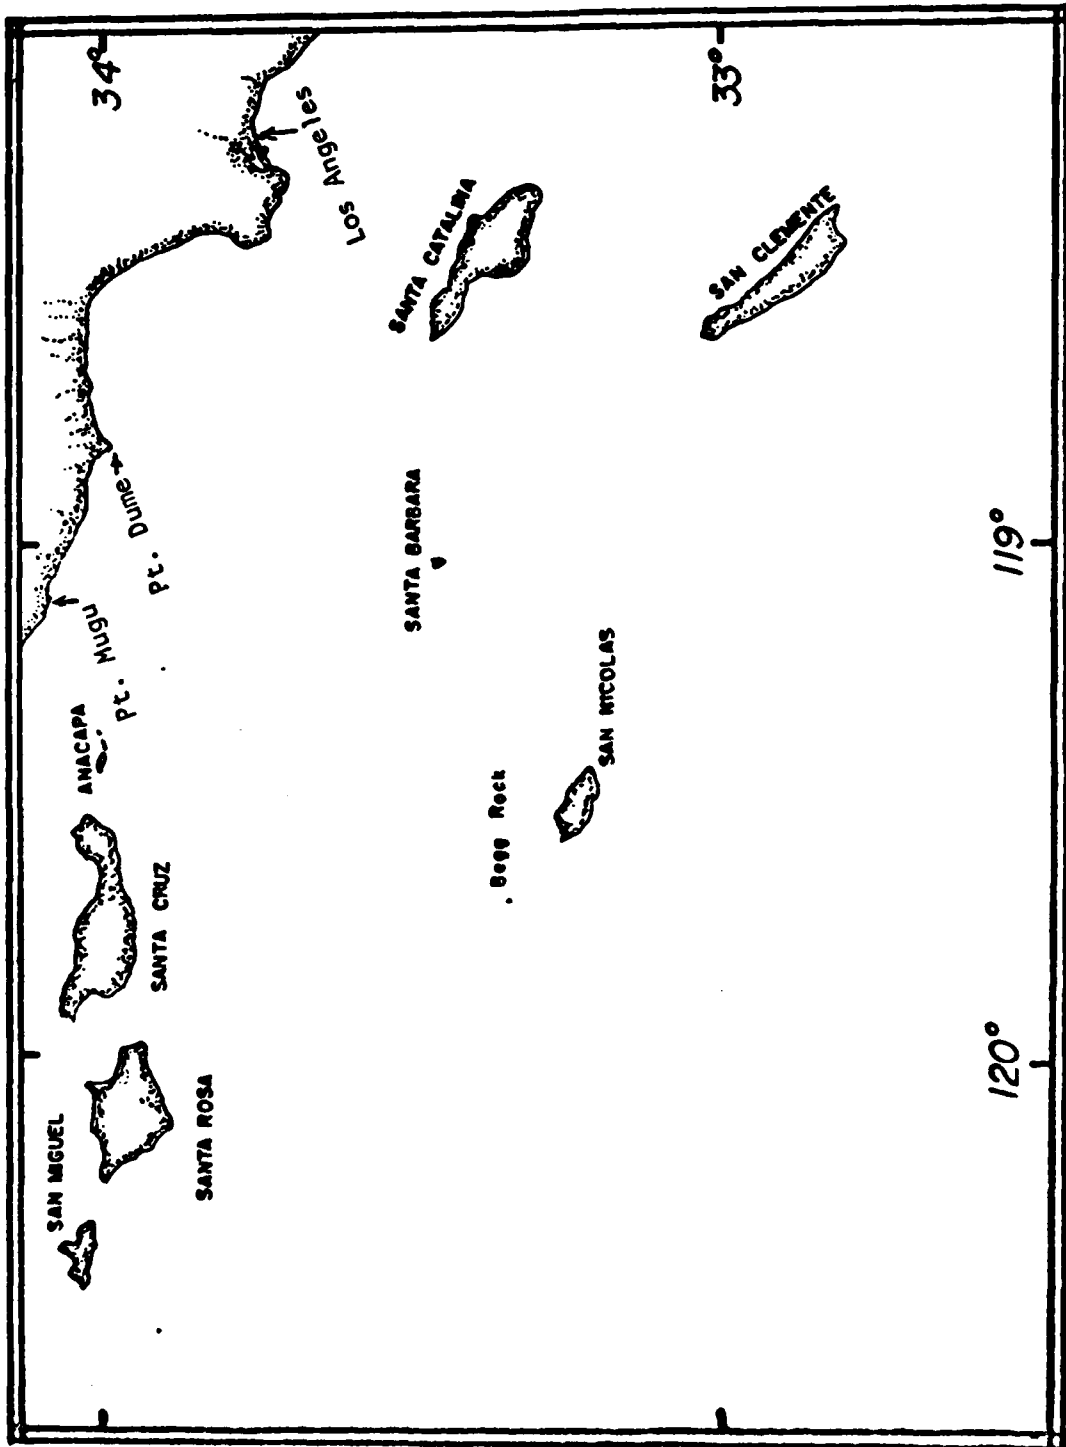 34°
Los Angeles
Pt. Dume
Pt. Mugu
ANACAPA
SANTA CRUZ
SAN MIGUEL
SANTA ROSA
SANTA CATALINA
SANTA BARBARA
Begg Rock
SAN NICOLAS
SAN CLEMENTE
33°
119°
120°